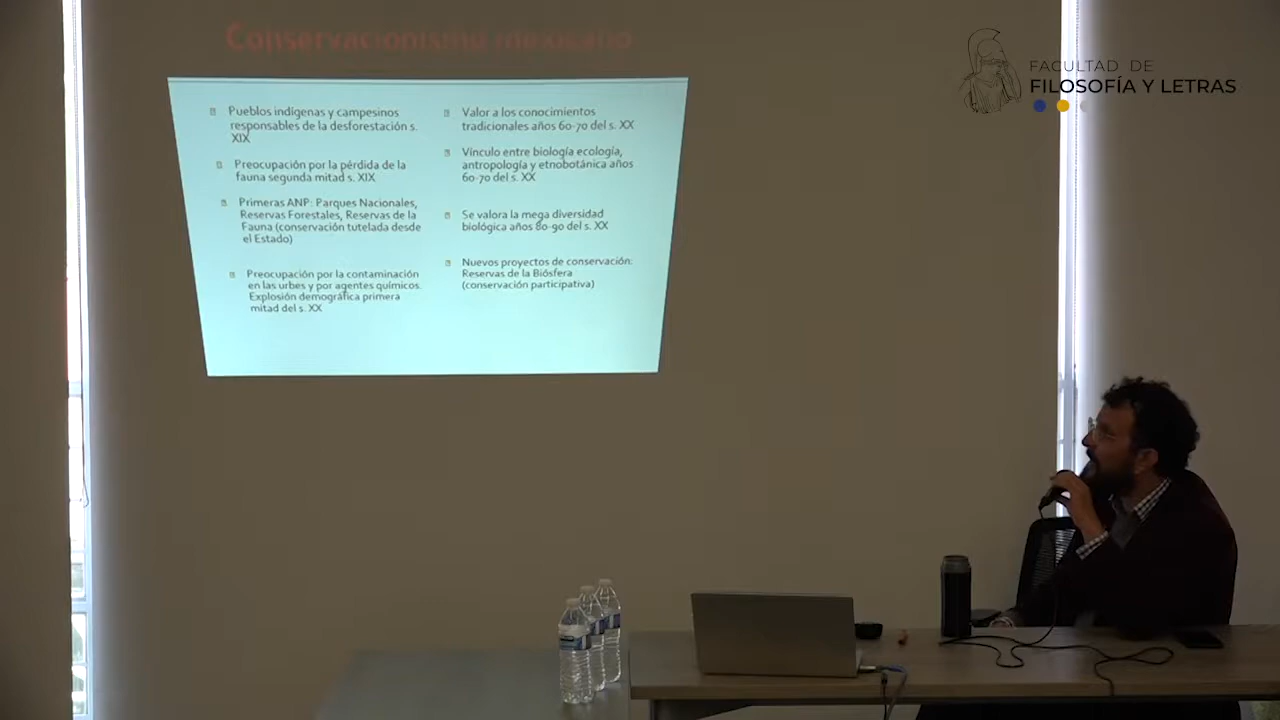 Conservacionismo mexicano
Pueblos indígenas y campesinos
responsables de la desforestación s.
XIX
Preocupación por la pérdida de la
fauna segunda mitad s. XIX
Primeras ANP: Parques Nacionales,
Reservas Forestales, Reservas de la
Fauna (conservación tutelada desde
el Estado)
Preocupación por la contaminación
en las urbes y por agentes químicos.
Explosión demográfica primera
mitad del s. XX
Valor a los conocimientos
tradicionales años 60-70 del s. XX
Vínculo entre biología ecología,
antropología y etnobotánica años
60-70 del s. XX
Se valora la mega diversidad
biológica años 80-90 del s. XX
Nuevos proyectos de conservación:
Reservas de la Biósfera
(conservación participativa)
FACULTAD DE
FILOSOFÍA Y LETRAS